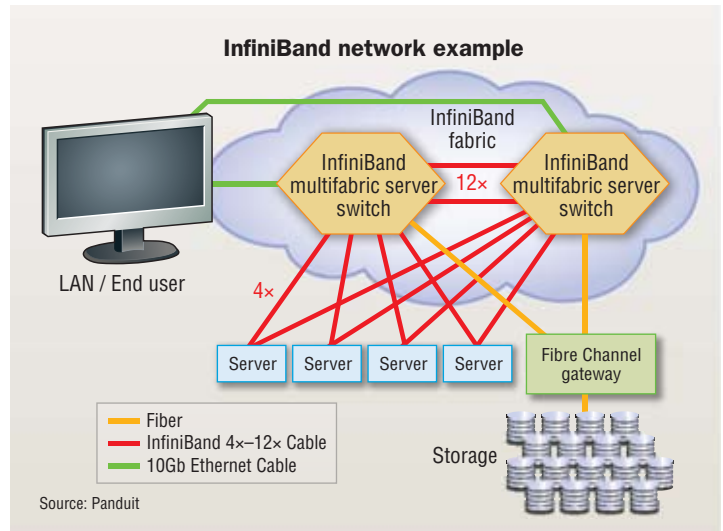 InfiniBand network example
InfiniBand
fabric
InfiniBand
multifabric server
switch
12×
InfiniBand
multifabric server
switch
LAN / End user
4×
Server
Server
Server
Server
Fibre Channel
gateway
Fiber
InfiniBand 4×–12× Cable
10Gb Ethernet Cable
Storage
Source: Panduit